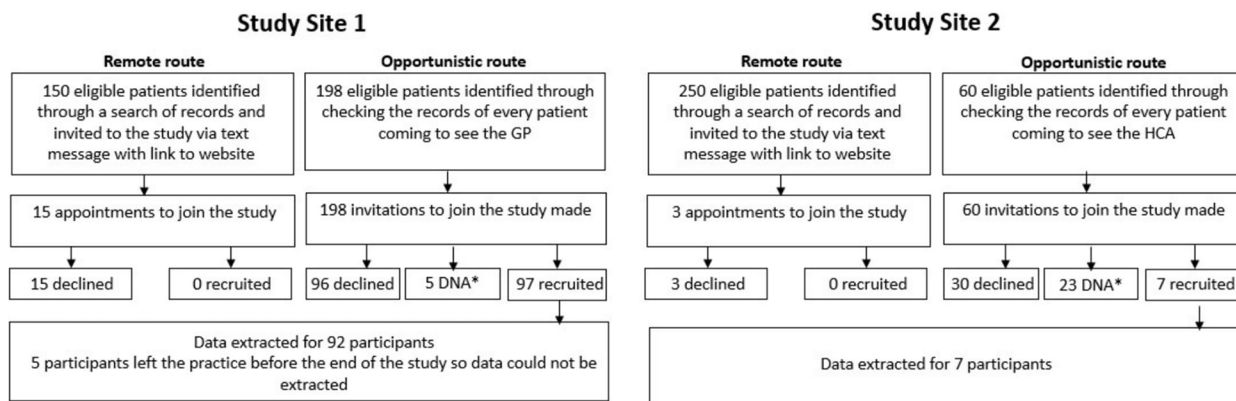 Study Site 1
Remote route
150 eligible patients identified
through a search of records and
invited to the study via text
message with link to website
Opportunistic route
198 eligible patients identified through
checking the records of every patient
coming to see the GP
15 appointments to join the study
198 invitations to join the study made
15 declined
0 recruited
96 declined
5 DNA*
97 recruited
Data extracted for 92 participants
5 participants left the practice before the end of the study so data could not be
extracted
Study Site 2
Remote route
250 eligible patients identified
through a search of records and
invited to the study via text
message with link to website
Opportunistic route
60 eligible patients identified through
checking the records of every patient
coming to see the HCA
3 appointments to join the study
60 invitations to join the study made
3 declined
0 recruited
30 declined
23 DNA*
7 recruited
Data extracted for 7 participants